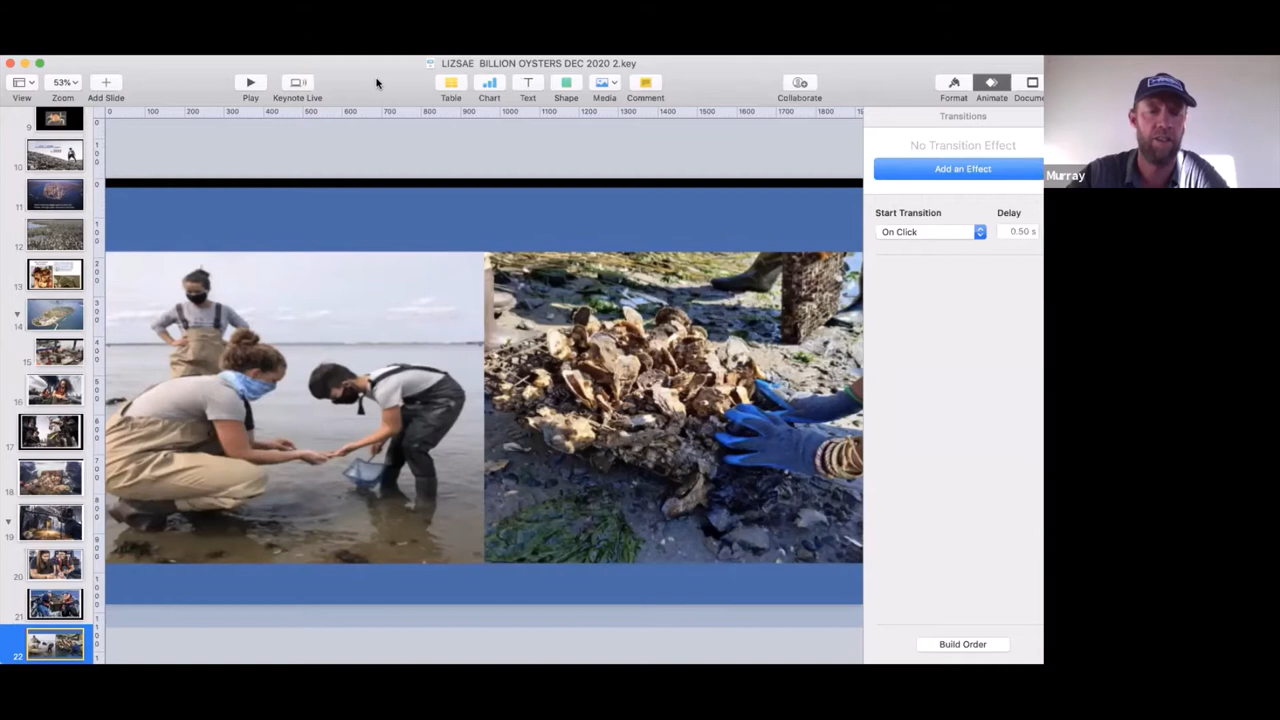 LIZSAE BILLION OYSTERS DEC 2020 2.key
53%
View Zoom Add Slide Play Keynote Live Table Chart Text Shape Media Comment Collaborate Format Animate Docume
0 100 200 300 400 500 600 700 800 900 1000 1100 1200 1300 1400 1500 1600 1700 1800
Transitions
No Transition Effect
Add an Effect
Start Transition Delay
On Click 0.50 s
Build Order
9
10
11
12
13
14
15
16
17
18
19
20
21
22
Murray